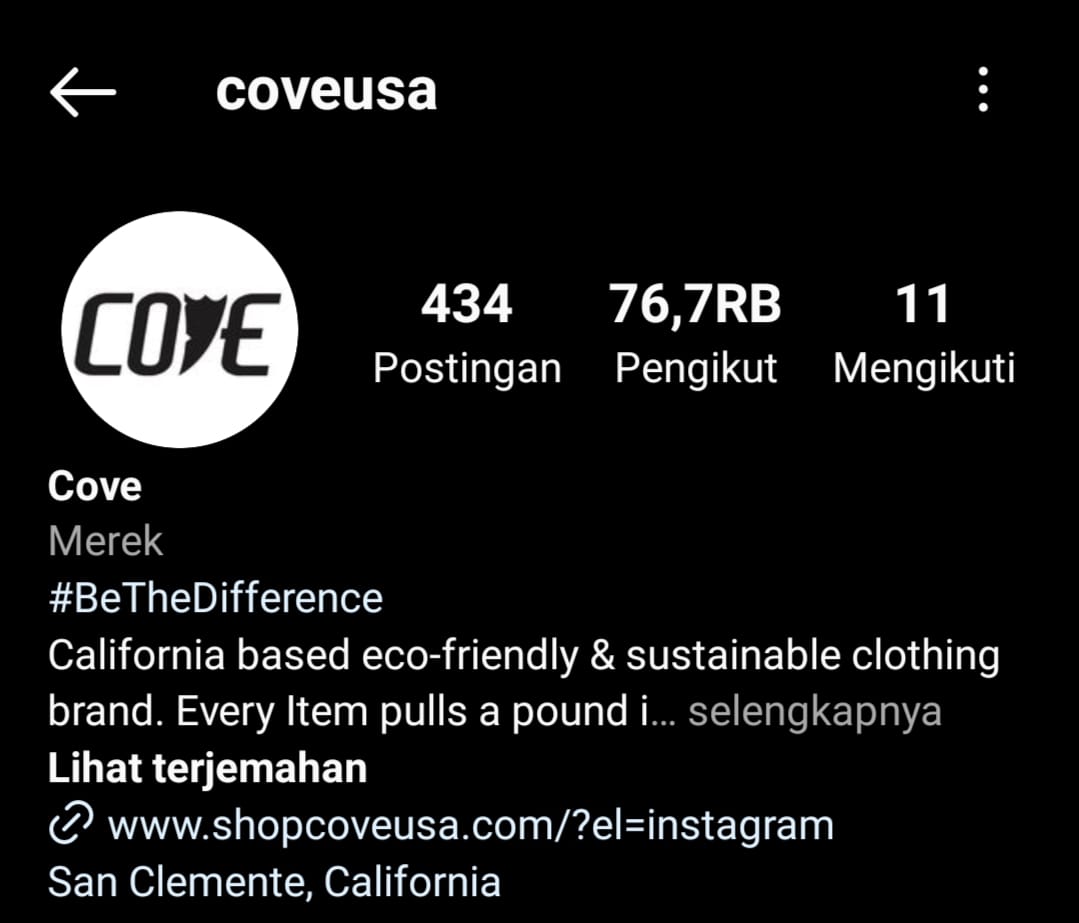 coveusa
COVE
434
76,7RB
11
Postingan
Pengikut
Mengikuti
Cove
Merek
#BeTheDifference
California based eco-friendly & sustainable clothing
brand. Every Item pulls a pound i... selengkapnya
Lihat terjemahan
www.shopcoveusa.com/?el=instagram
San Clemente, California